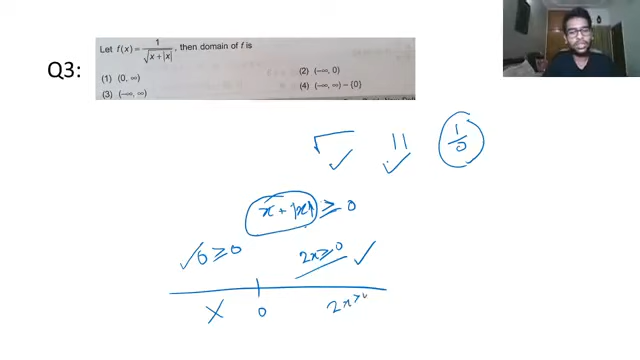 Q3:
Let f(x) = 1/√(x + |x|), then domain of f is
(1) (0, ∞)
(2) (−∞, 0)
(3) (−∞, ∞)
(4) (−∞, ∞) − {0}
√ ✓ || ✓ 1/0
x + |x| ≥ 0
✓ 0 ≥ 0
2x ≥ 0 ✓
X 0 2x >